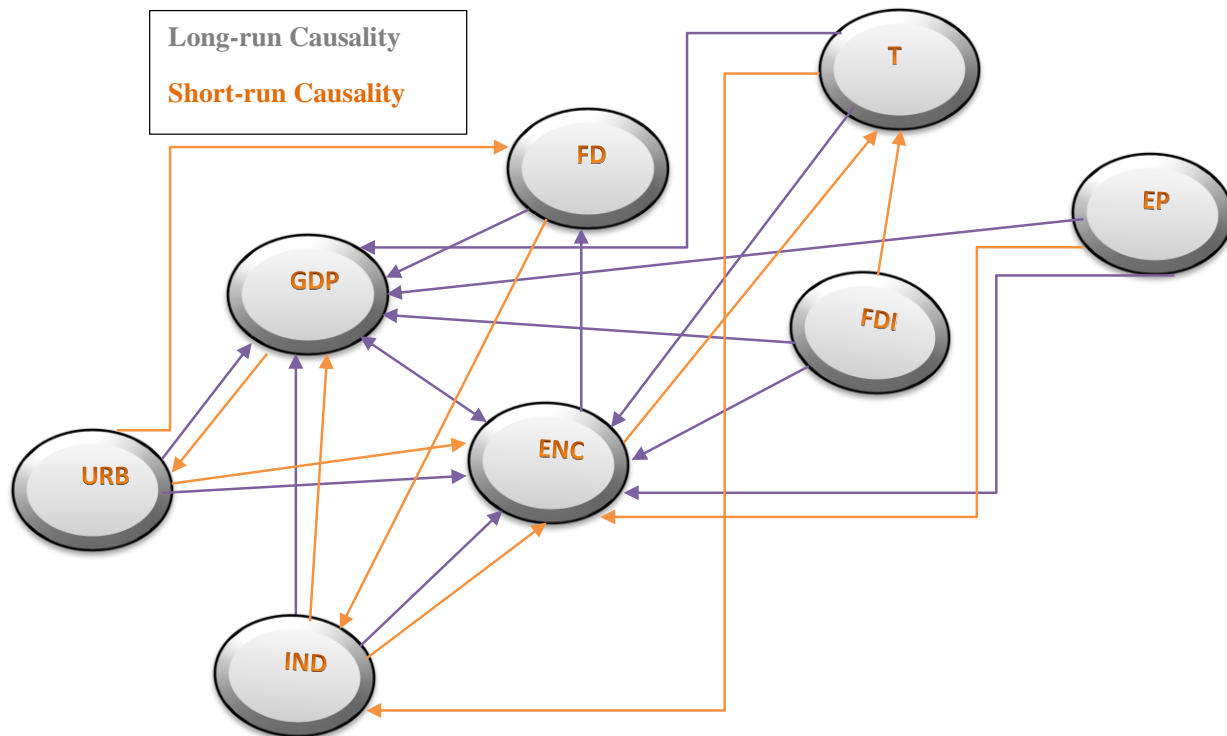 Long-run Causality
Short-run Causality
T
FD
EP
GDP
FDI
ENC
URB
IND